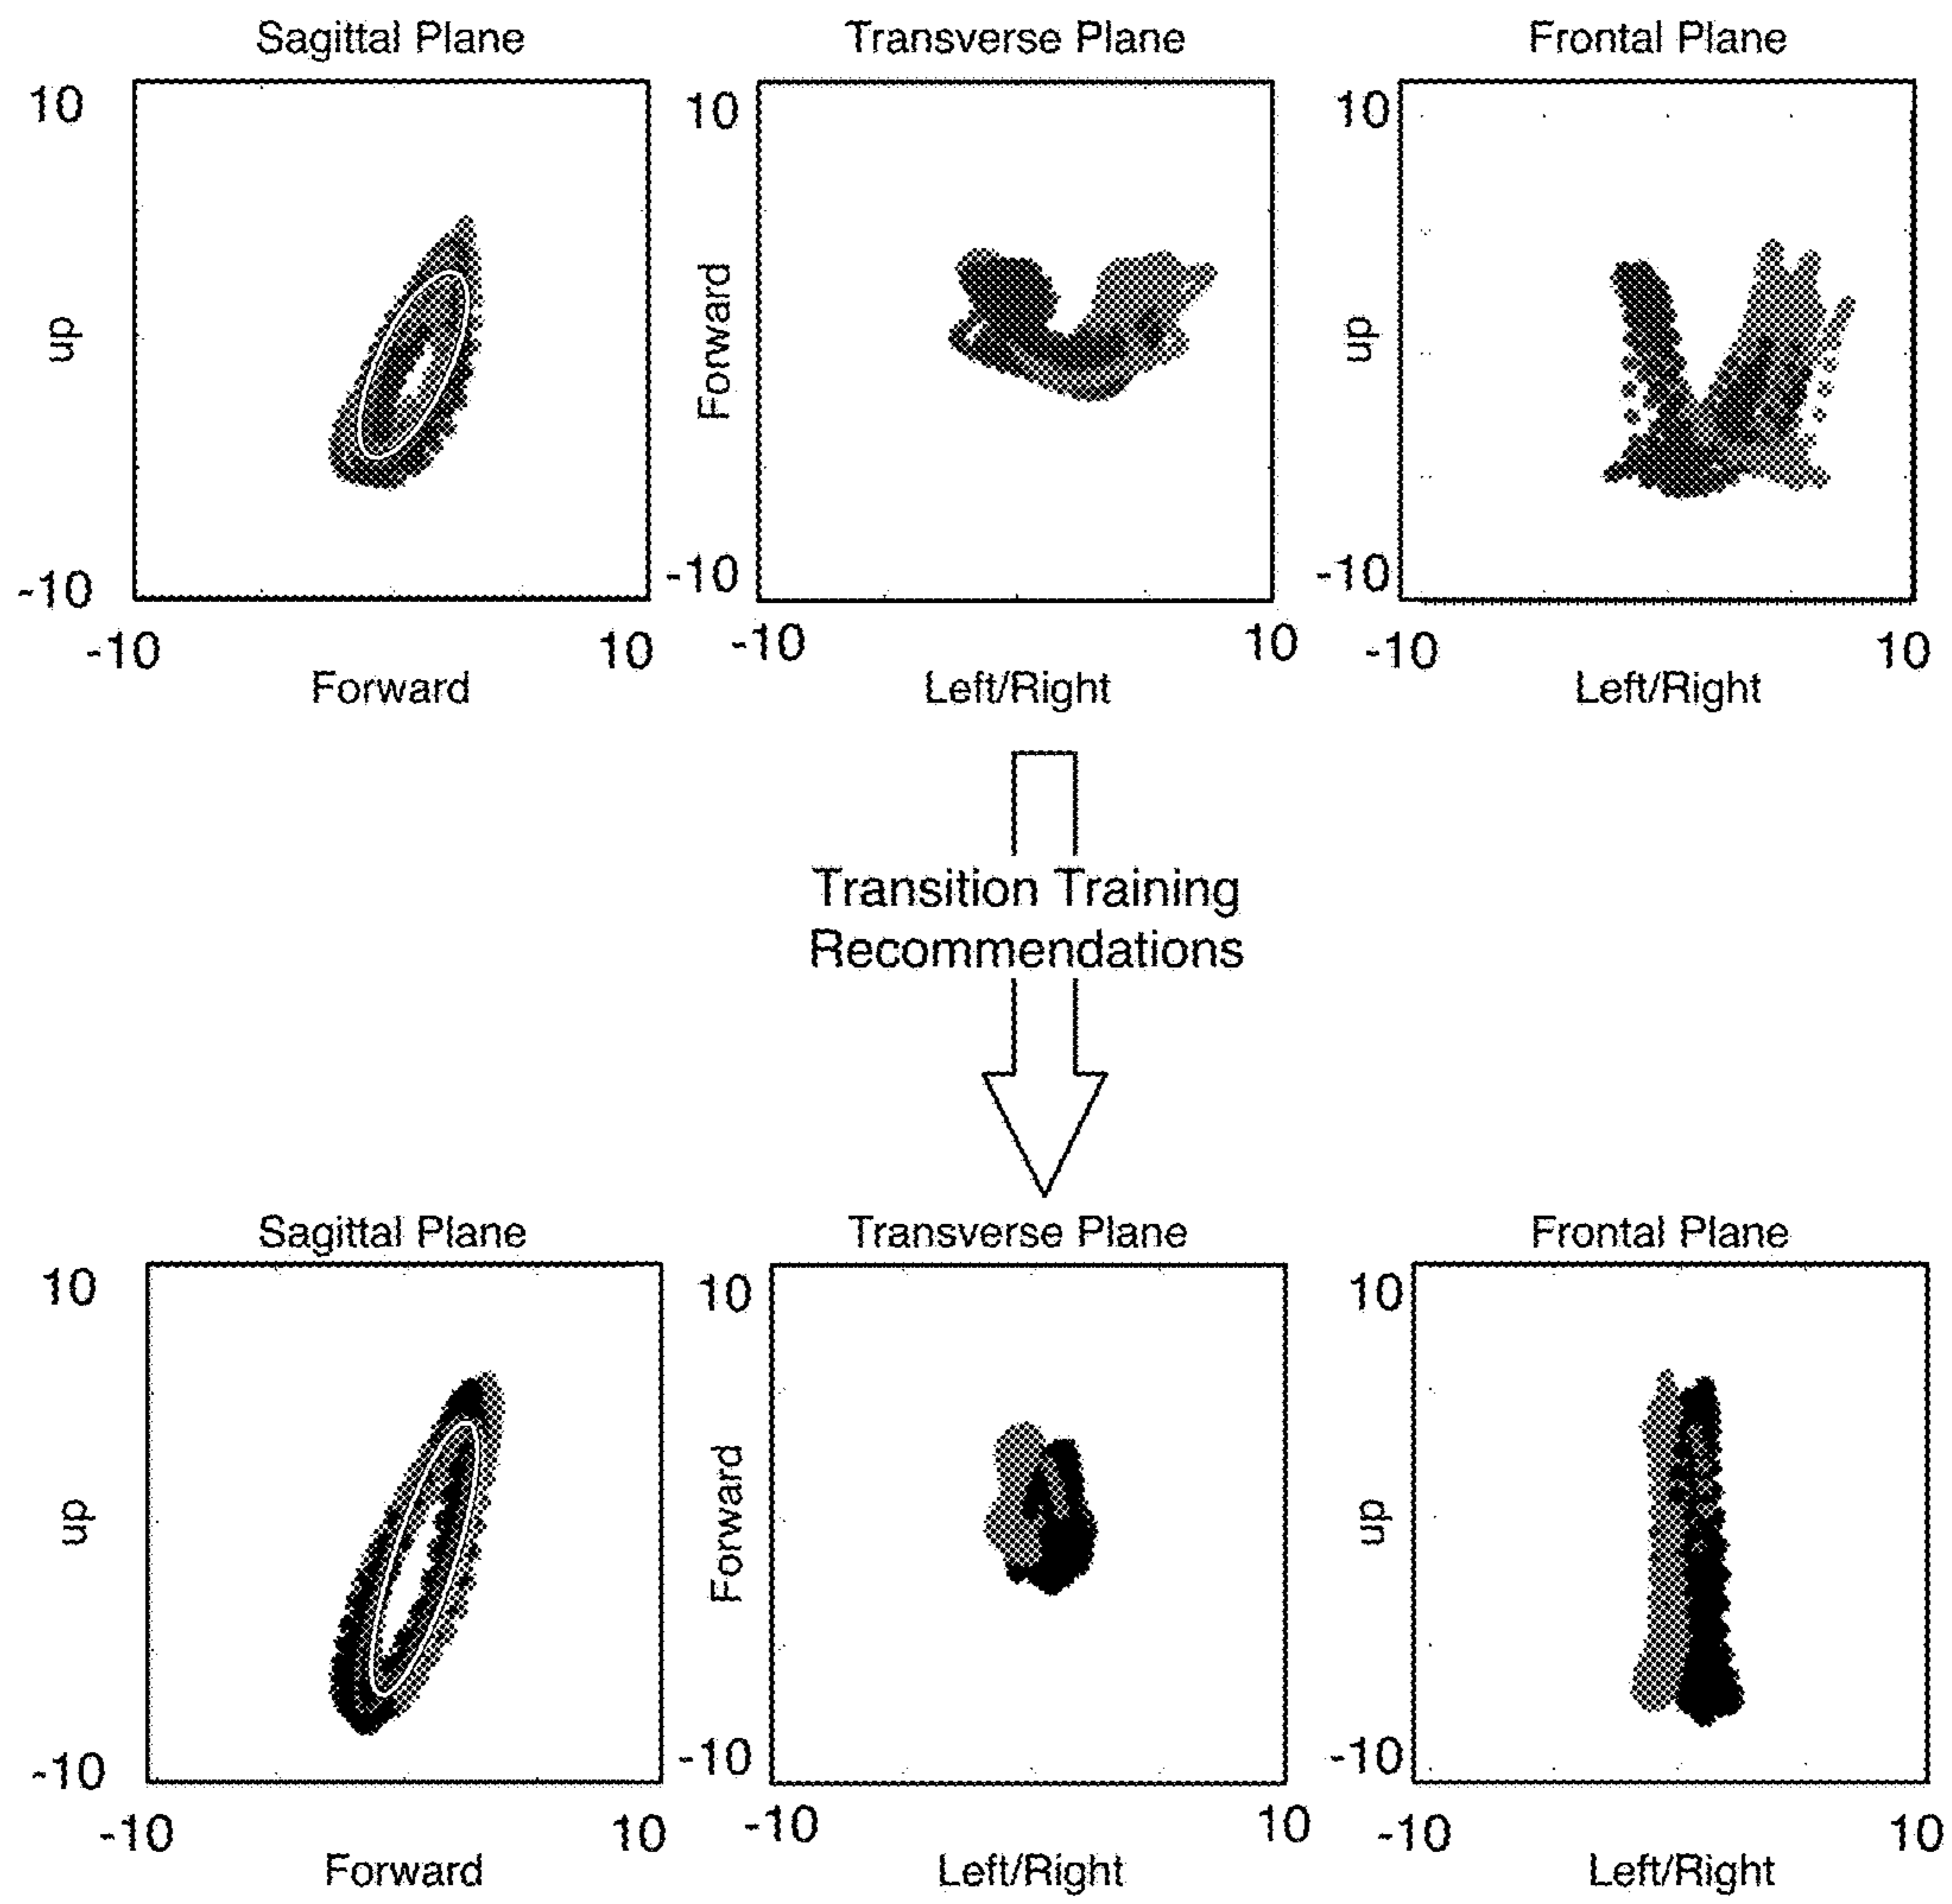 Sagittal Plane Transverse Plane Frontal Plane
10 10 10
up Forward up
-10 -10 -10
-10 10 -10 10 -10 10
Forward Left/Right Left/Right
Transition Training
Recommendations
Sagittal Plane Transverse Plane Frontal Plane
10 10 10
up Forward up
-10 -10 -10
-10 10 -10 10 -10 10
Forward Left/Right Left/Right